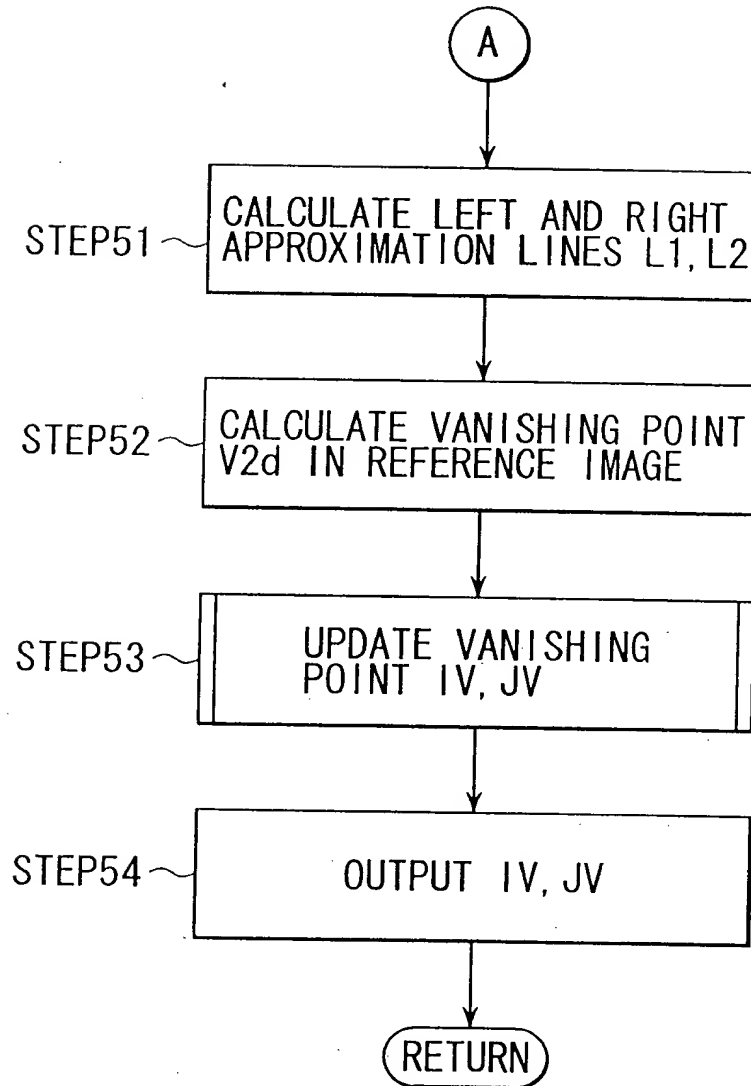 A
STEP51
CALCULATE LEFT AND RIGHT
APPROXIMATION LINES L1, L2
STEP52
CALCULATE VANISHING POINT
V2d IN REFERENCE IMAGE
STEP53
UPDATE VANISHING
POINT IV, JV
STEP54
OUTPUT IV, JV
RETURN